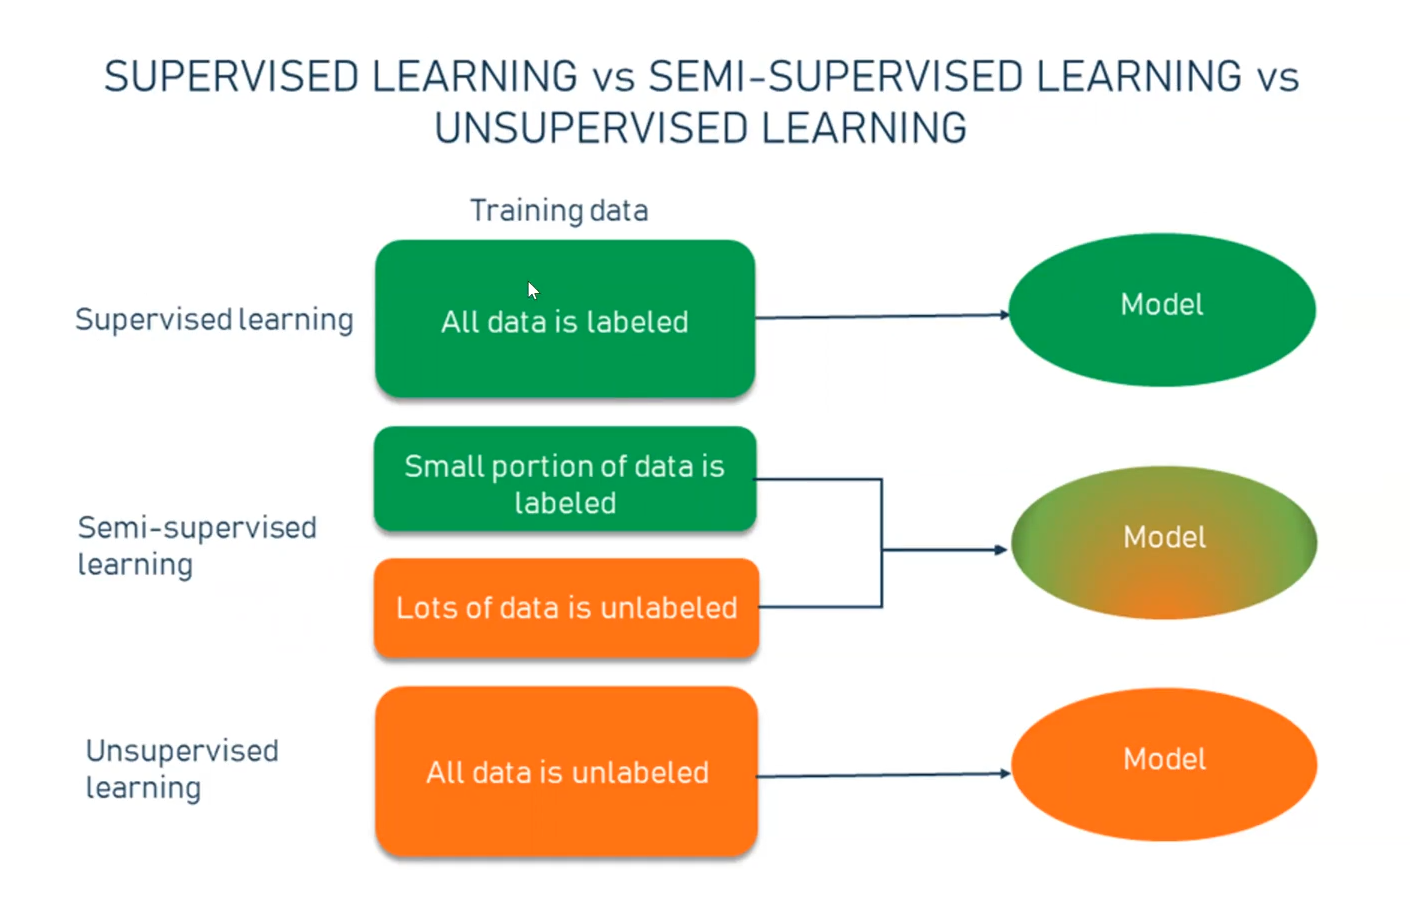 SUPERVISED LEARNING vs SEMI-SUPERVISED LEARNING vs
UNSUPERVISED LEARNING
Training data
Supervised learning
All data is labeled
Model
Semi-supervised
learning
Small portion of data is
labeled
Lots of data is unlabeled
Model
Unsupervised
learning
All data is unlabeled
Model